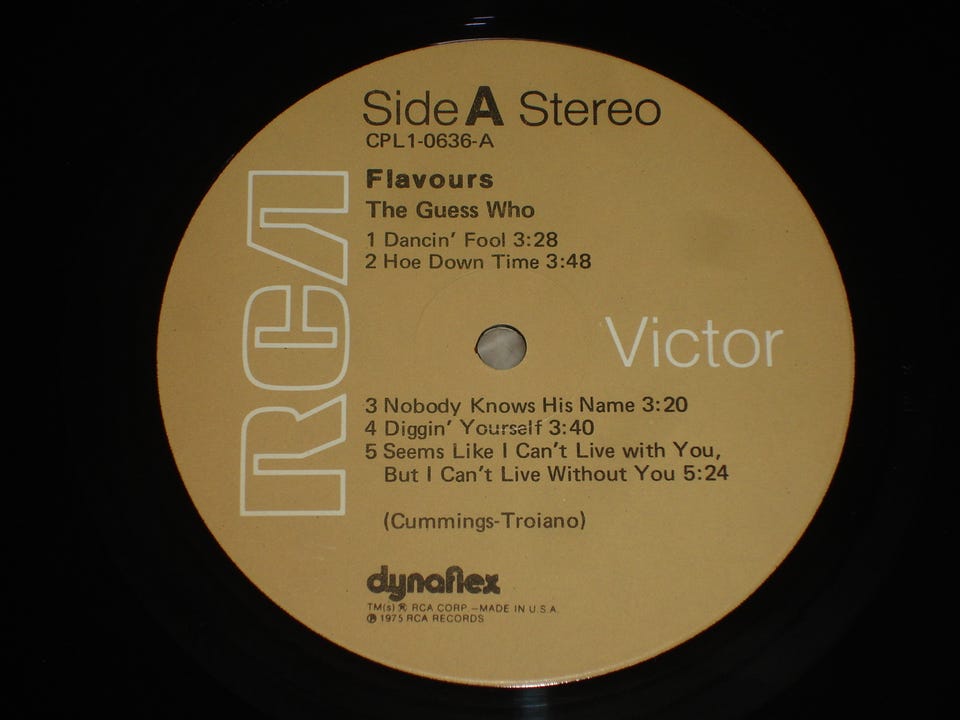 Side A Stereo
CPL1-0636-A
Flavours
The Guess Who
1 Dancin' Fool 3:28
2 Hoe Down Time 3:48
RCA
Victor
3 Nobody Knows His Name 3:20
4 Diggin' Yourself 3:40
5 Seems Like I Can't Live with You,
But I Can't Live Without You 5:24
(Cummings-Troiano)
dynaflex
TM(s) ® RCA CORP —MADE IN U.S.A.
℗ 1975 RCA RECORDS